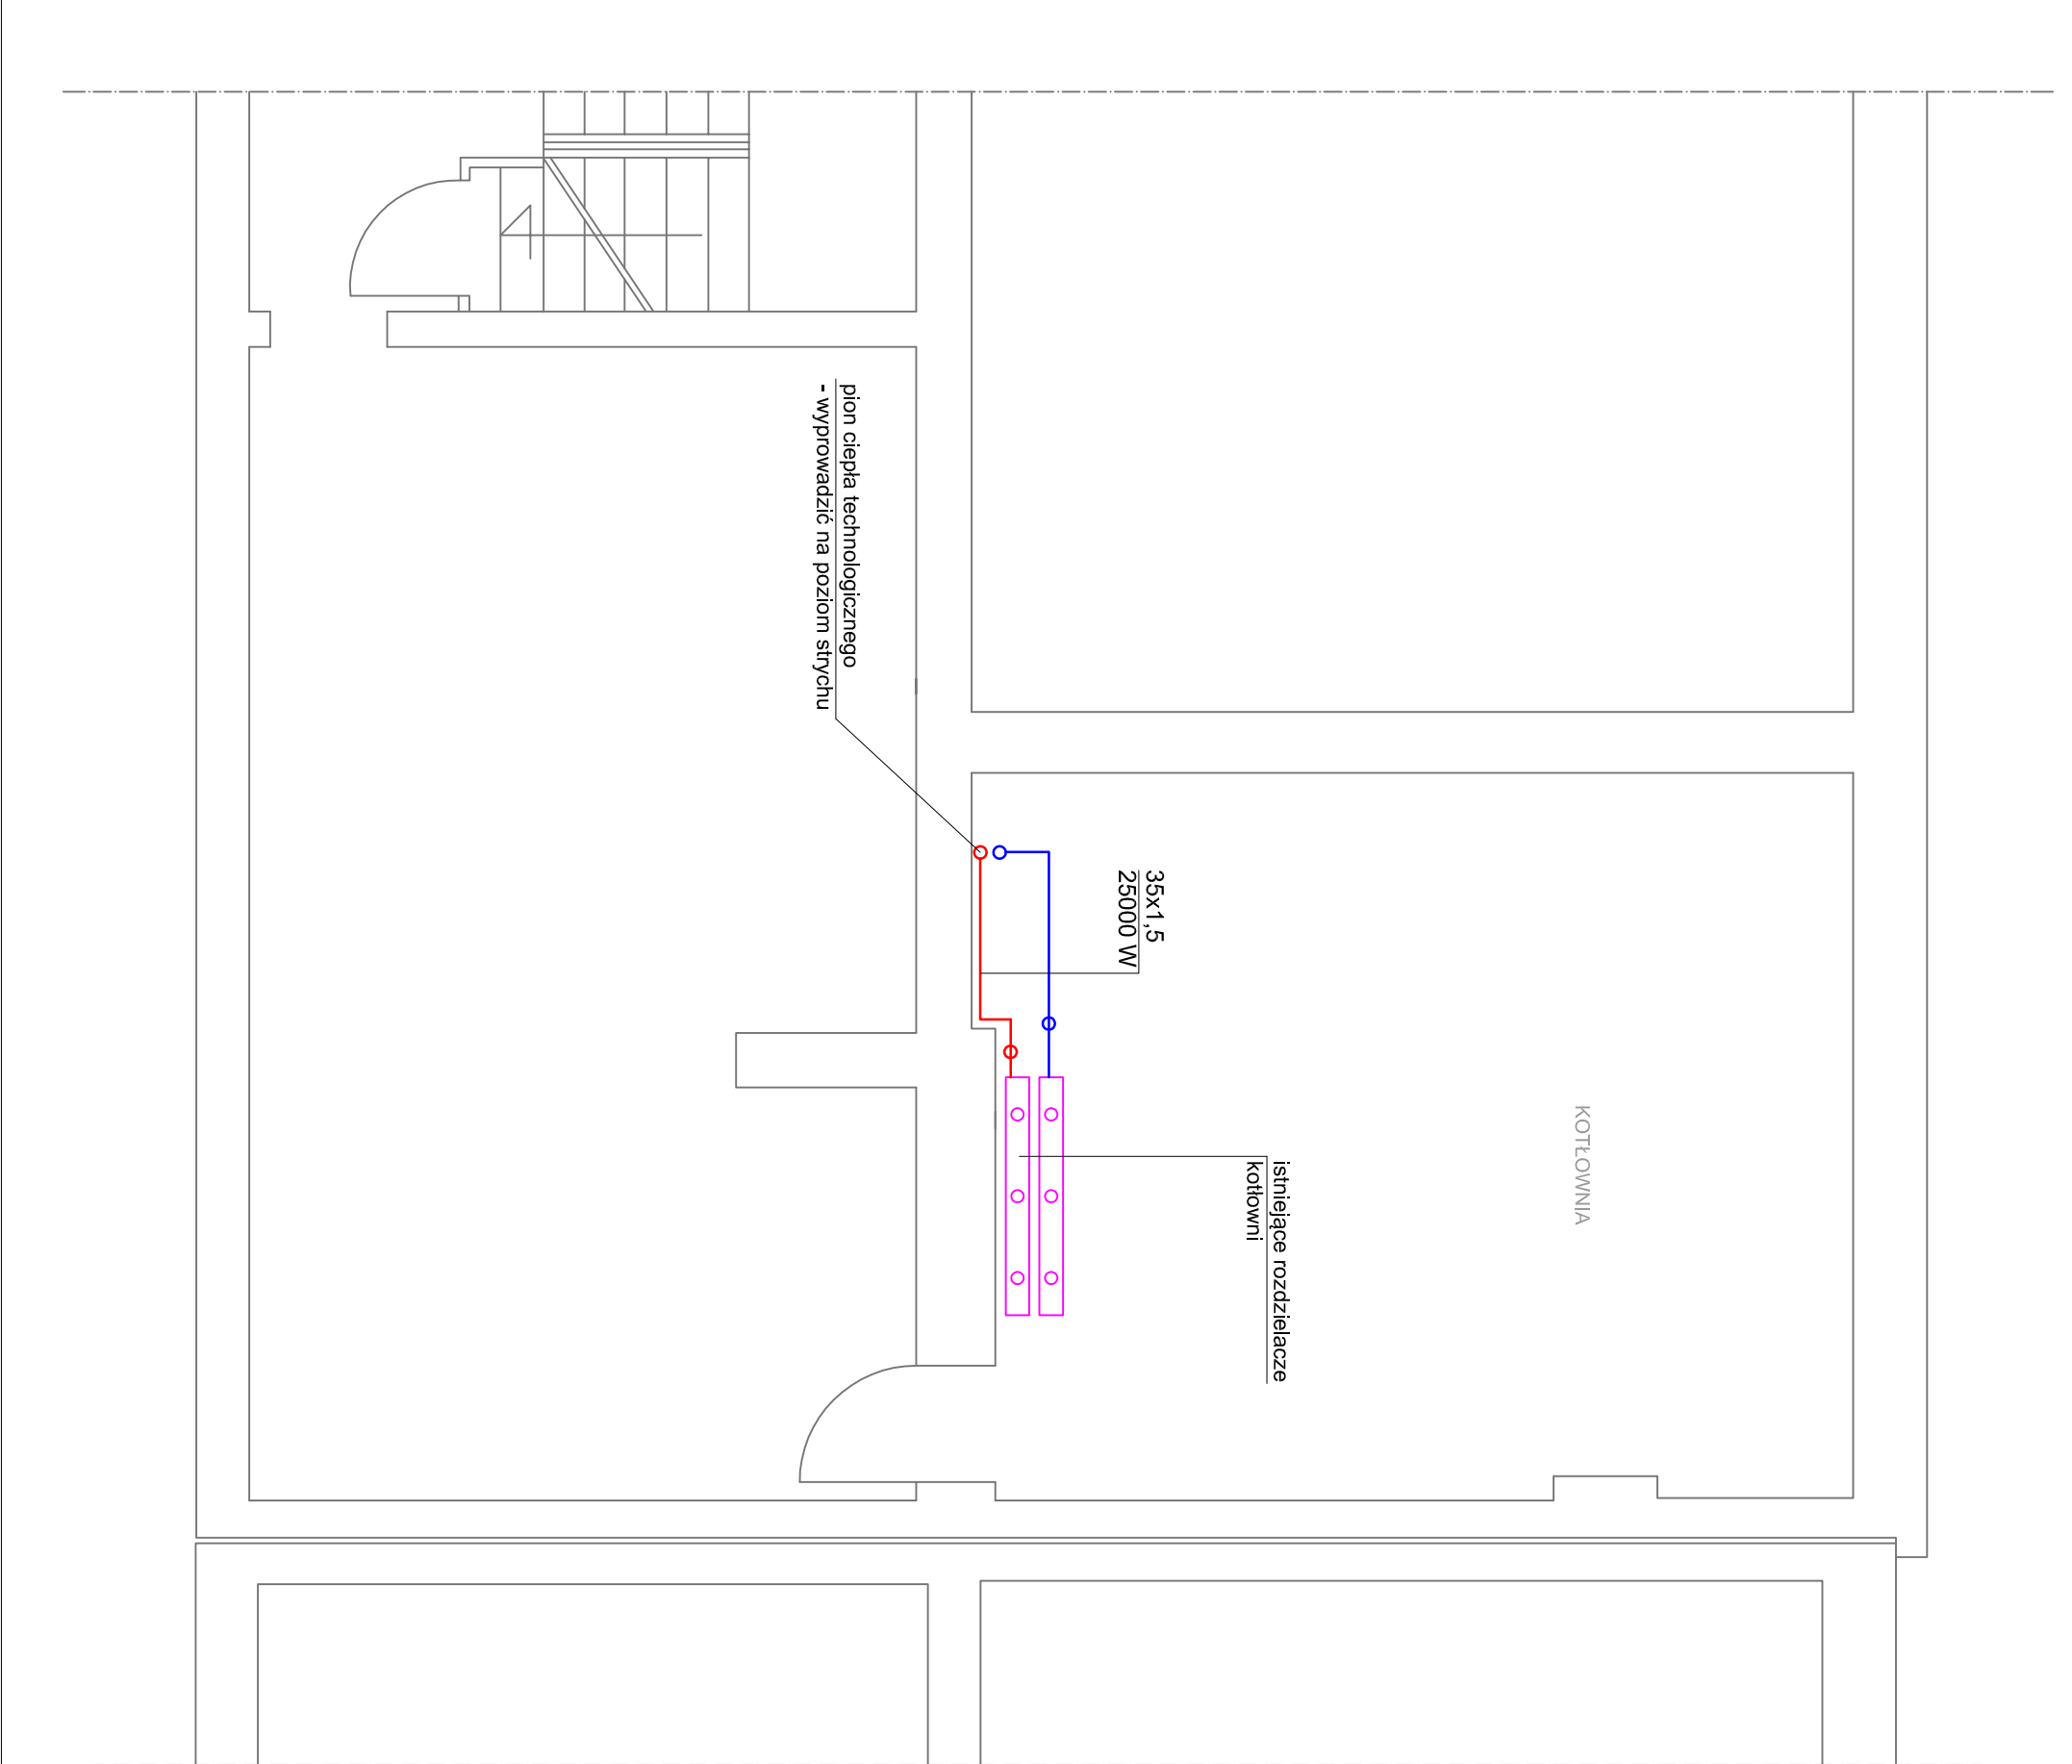 pion ciepła technologicznego
- wyprowadzić na poziom strychu
35x1,5
25000 W
istniejące rozdzielacze
kotłowni
KOTŁOWNIA